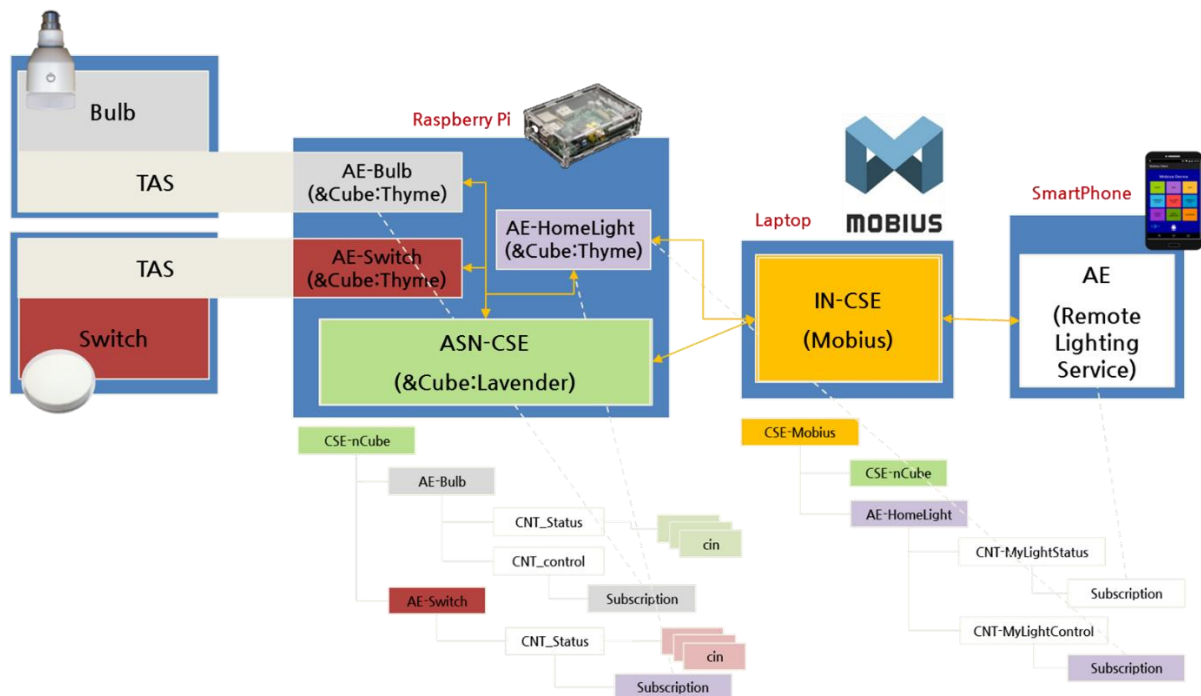 Bulb
TAS
TAS
Switch
Raspberry Pi
AE-Bulb
(&Cube:Thyme)
AE-HomeLight
(&Cube:Thyme)
AE-Switch
(&Cube:Thyme)
ASN-CSE
(&Cube:Lavender)
MOBIUS
Laptop
IN-CSE
(Mobius)
SmartPhone
AE
(Remote
Lighting
Service)
CSE-nCube
AE-Bulb
CNT_Status
cin
CNT_control
Subscription
AE-Switch
CNT_Status
cin
Subscription
CSE-Mobius
CSE-nCube
AE-HomeLight
CNT-MyLightStatus
Subscription
CNT-MyLightControl
Subscription